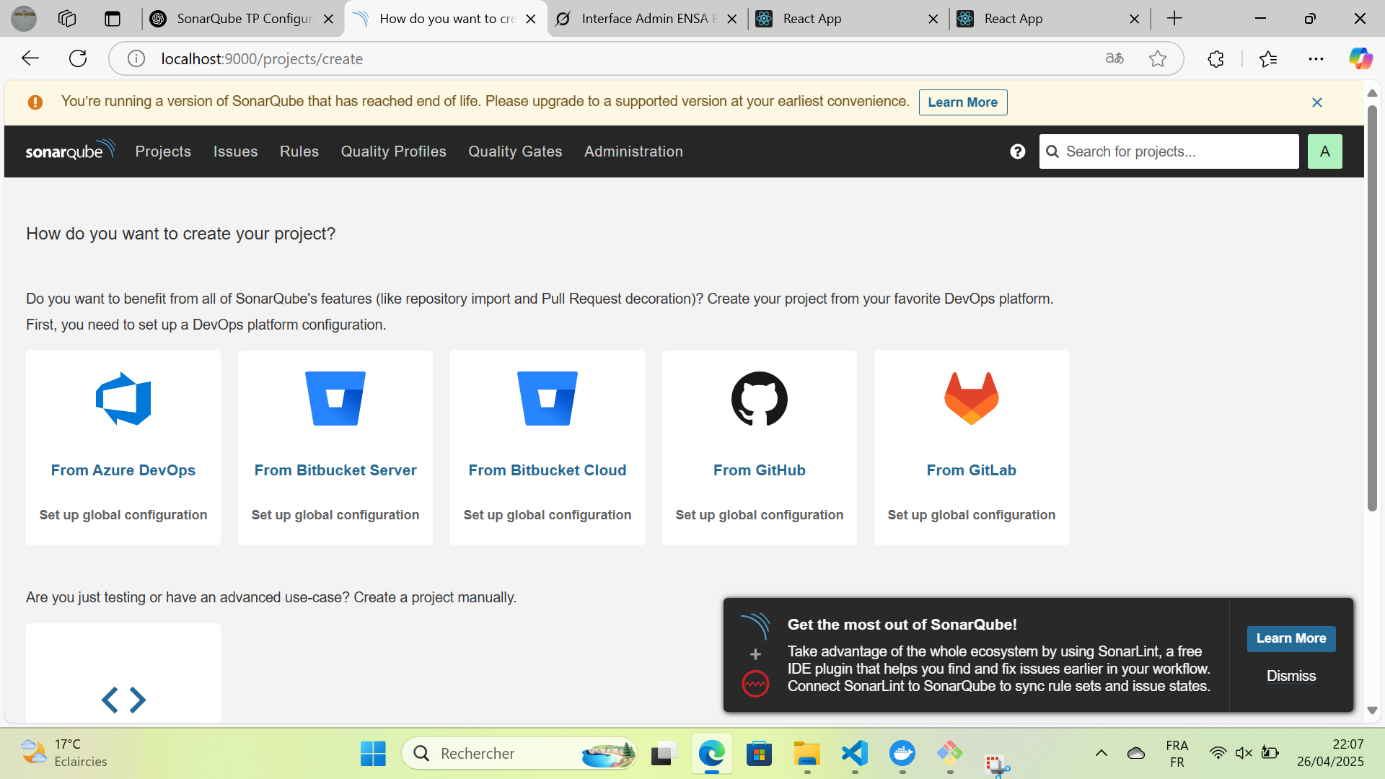 SonarQube TP Configur
How do you want to cre
Interface Admin ENSA B
React App
React App
localhost:9000/projects/create
You're running a version of SonarQube that has reached end of life. Please upgrade to a supported version at your earliest convenience.
Learn More
sonarqube
Projects
Issues
Rules
Quality Profiles
Quality Gates
Administration
Search for projects...
A
How do you want to create your project?
Do you want to benefit from all of SonarQube's features (like repository import and Pull Request decoration)? Create your project from your favorite DevOps platform.
First, you need to set up a DevOps platform configuration.
From Azure DevOps
From Bitbucket Server
From Bitbucket Cloud
From GitHub
From GitLab
Set up global configuration
Set up global configuration
Set up global configuration
Set up global configuration
Set up global configuration
Are you just testing or have an advanced use-case? Create a project manually.
Get the most out of SonarQube!
Take advantage of the whole ecosystem by using SonarLint, a free
IDE plugin that helps you find and fix issues earlier in your workflow.
Connect SonarLint to SonarQube to sync rule sets and issue states.
Learn More
Dismiss
17°C
Eclaircies
Rechercher
FRA
FR
22:07
26/04/2025